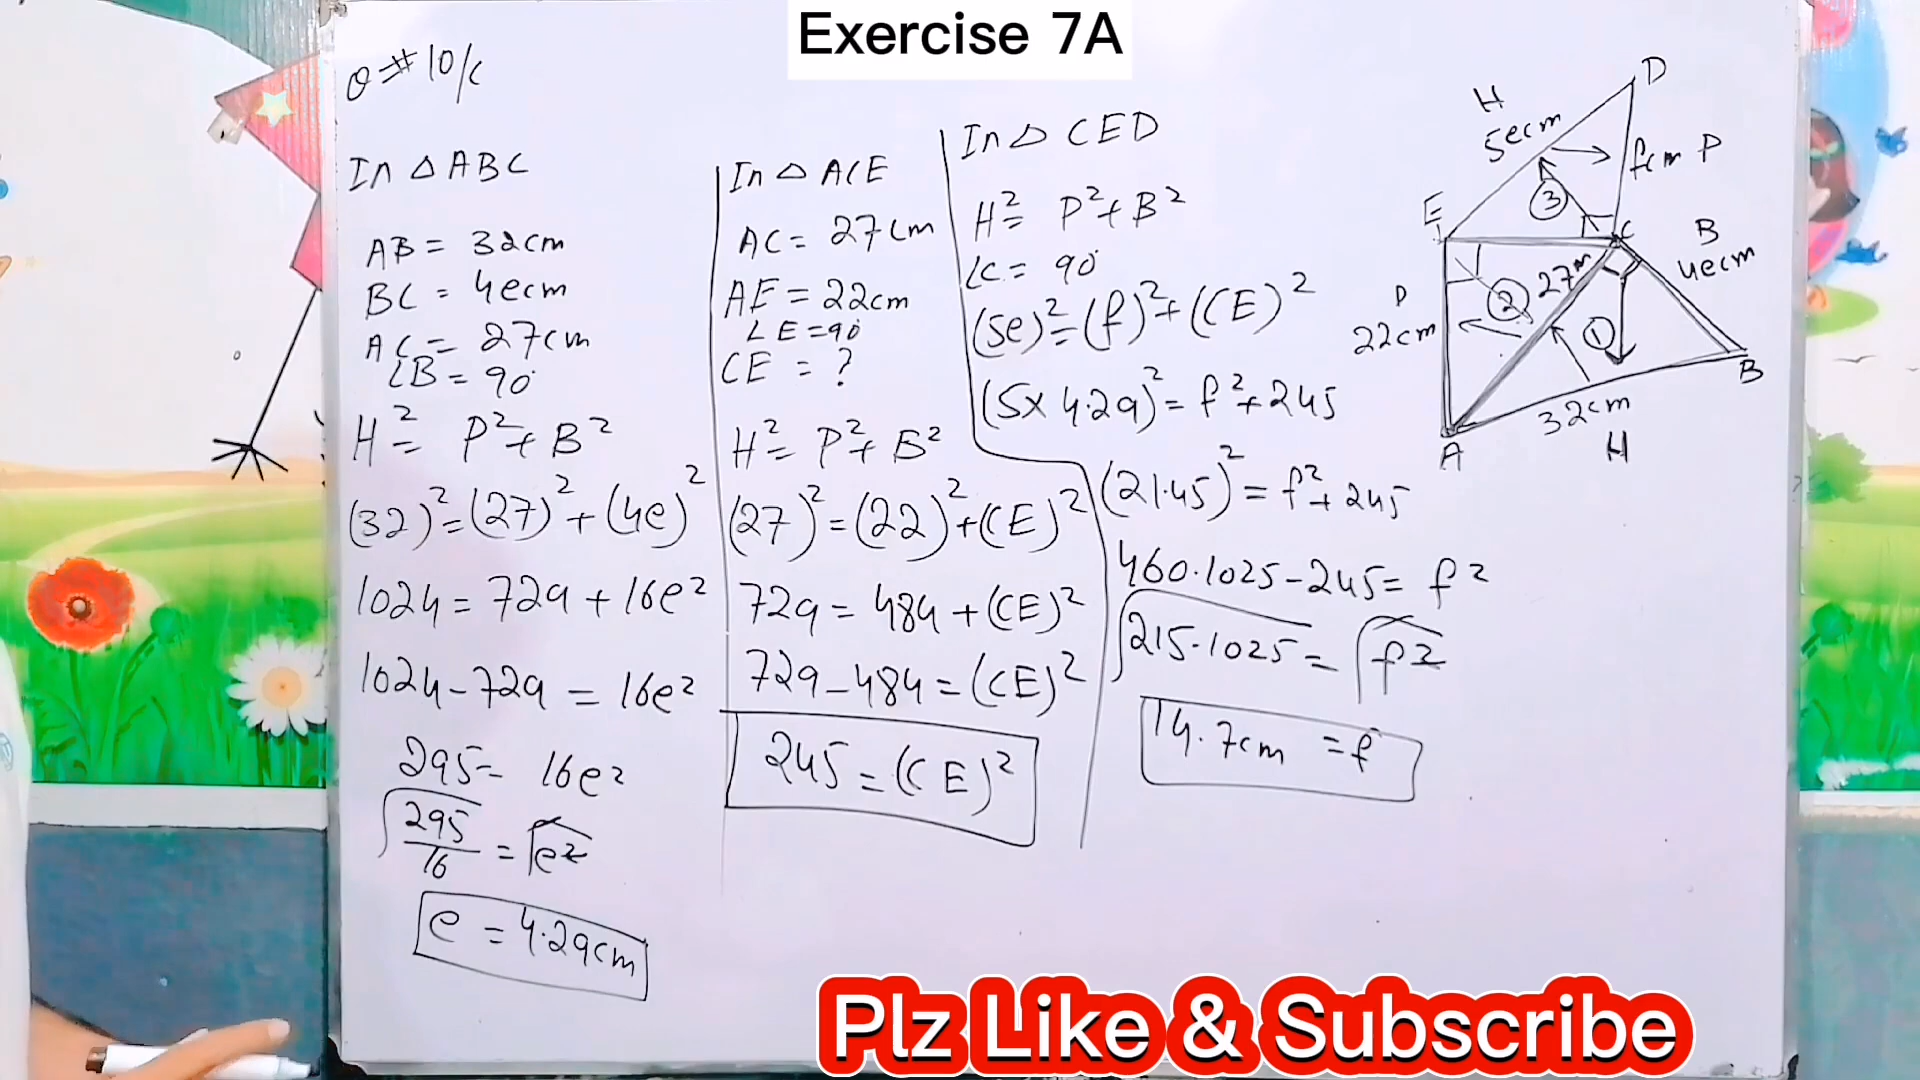 Exercise 7A
Q # 10/c
In △ ABC
AB = 32cm
BC = 4ecm
AC = 27cm
∠B = 90°
H² = P² + B²
(32)² = (27)² + (4e)²
1024 = 729 + 16e²
1024 - 729 = 16e²
295 = 16e²
√295/16 = √e²
e = 4.29cm
In △ ACE
AC = 27cm
AE = 22cm
∠E = 90°
CE = ?
H² = P² + B²
(27)² = (22)² + (CE)²
729 = 484 + (CE)²
729 - 484 = (CE)²
245 = (CE)²
In △ CED
H² = P² + B²
∠C = 90°
(5e)² = (f)² + (CE)²
(5x 4.29)² = f² + 245
(21.45)² = f² + 245
460.1025 - 245 = f²
√215.1025 = √f²
14.7cm = f
D
H
5ecm
fcm P
3
E
C
B
4ecm
27m
2
P
22cm
1
B
32cm
A
H
Plz Like & Subscribe